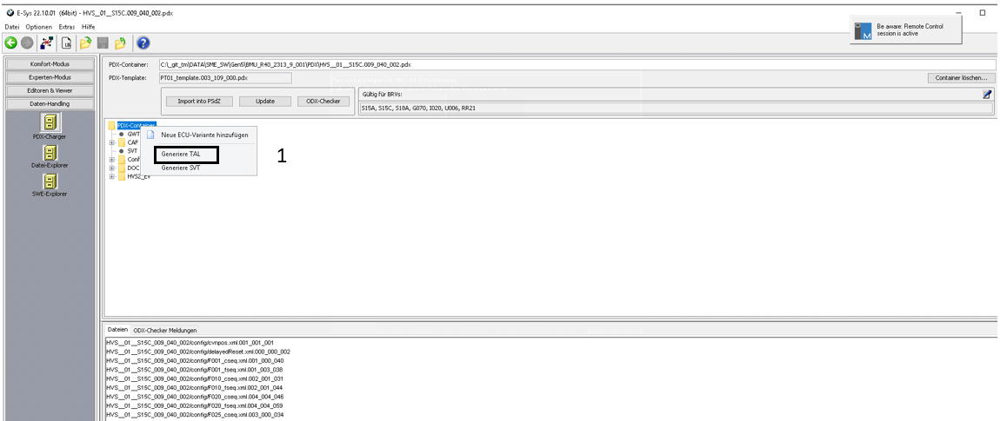 E-Sys 22.10.01 (64bit) - HVS__01__S15C.009_040_002.pdx
Datei Optionen Extras Hilfe
Be aware: Remote Control
session is active
Komfort-Modus
Experten-Modus
Editoren & Viewer
Daten-Handling
PDX-Charger
Datei-Explorer
SWE-Explorer
PDX-Container: C:\_git_tm\DATA\SME_SW\Gen5\BMU_R40_2313_9_001\PDX\HVS__01__S15C.009_040_002.pdx
PDX-Template: PT01_template.003_109_000.pdx
Container löschen...
Import into PSdZ Update ODX-Checker
Gültig für BRVs:
S15A, S15C, S18A, G070, I020, U006, RR21
PDX-Container
GWT
CAF
SVT
Conf
DOC
HVS2_EV
Neue ECU-Variante hinzufügen
Generiere TAL
Generiere SVT
1
Dateien ODX-Checker Meldungen
HVS__01__S15C_009_040_002/config/cvnpos.xml.001_001_001
HVS__01__S15C_009_040_002/config/delayedReset.xml.000_000_002
HVS__01__S15C_009_040_002/config/F001_cseq.xml.001_000_040
HVS__01__S15C_009_040_002/config/F001_fseq.xml.001_003_038
HVS__01__S15C_009_040_002/config/F010_cseq.xml.002_001_031
HVS__01__S15C_009_040_002/config/F010_fseq.xml.002_001_044
HVS__01__S15C_009_040_002/config/F020_cseq.xml.004_004_046
HVS__01__S15C_009_040_002/config/F020_fseq.xml.004_004_059
HVS__01__S15C_009_040_002/config/F025_cseq.xml.003_000_034